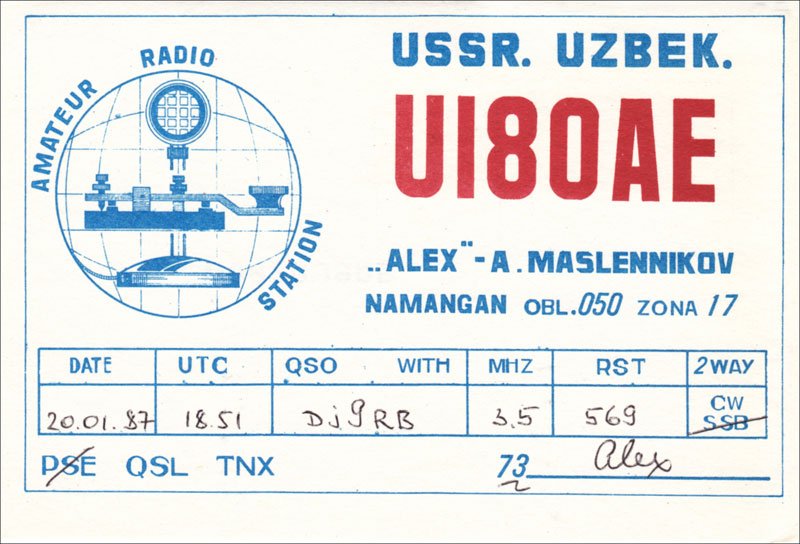 AMATEUR RADIO STATION
USSR. UZBEK.
UI8OAE
„ALEX“-A. MASLENNIKOV
NAMANGAN OBL.050 ZONA 17
DATE UTC QSO WITH MHZ RST 2WAY
20.01.87 18.51 DJ9RB 3.5 569 CW
SSB
PSE QSL TNX 73 Alex